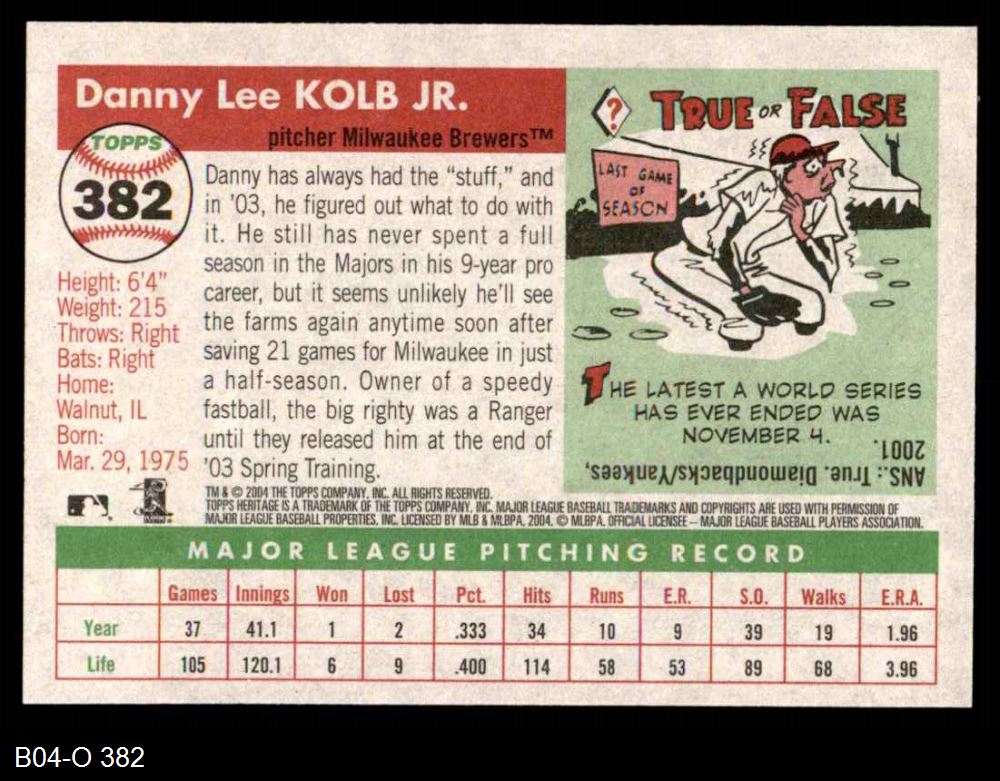 Danny Lee KOLB JR.
pitcher Milwaukee Brewers™
TOPPS
382
Danny has always had the “stuff,” and
in ’03, he figured out what to do with
it. He still has never spent a full
season in the Majors in his 9-year pro
career, but it seems unlikely he’ll see
the farms again anytime soon after
saving 21 games for Milwaukee in just
a half-season. Owner of a speedy
fastball, the big righty was a Ranger
until they released him at the end of
’03 Spring Training.
Height: 6’4”
Weight: 215
Throws: Right
Bats: Right
Home:
Walnut, IL
Born:
Mar. 29, 1975
?
TRUE OR FALSE
LAST GAME
OF
SEASON
THE LATEST A WORLD SERIES
HAS EVER ENDED WAS
NOVEMBER 4.
ANS.: True. Diamondbacks/Yankees,
2001.
TM & © 2004 THE TOPPS COMPANY, INC. ALL RIGHTS RESERVED.
TOPPS HERITAGE IS A TRADEMARK OF THE TOPPS COMPANY, INC. MAJOR LEAGUE BASEBALL TRADEMARKS AND COPYRIGHTS ARE USED WITH PERMISSION OF
MAJOR LEAGUE BASEBALL PROPERTIES, INC. LICENSED BY MLB & MLBPA, 2004. © MLBPA. OFFICIAL LICENSEE – MAJOR LEAGUE BASEBALL PLAYERS ASSOCIATION.
MAJOR LEAGUE PITCHING RECORD
Games Innings Won Lost Pct. Hits Runs E.R. S.O. Walks E.R.A.
Year 37 41.1 1 2 .333 34 10 9 39 19 1.96
Life 105 120.1 6 9 .400 114 58 53 89 68 3.96
B04-O 382